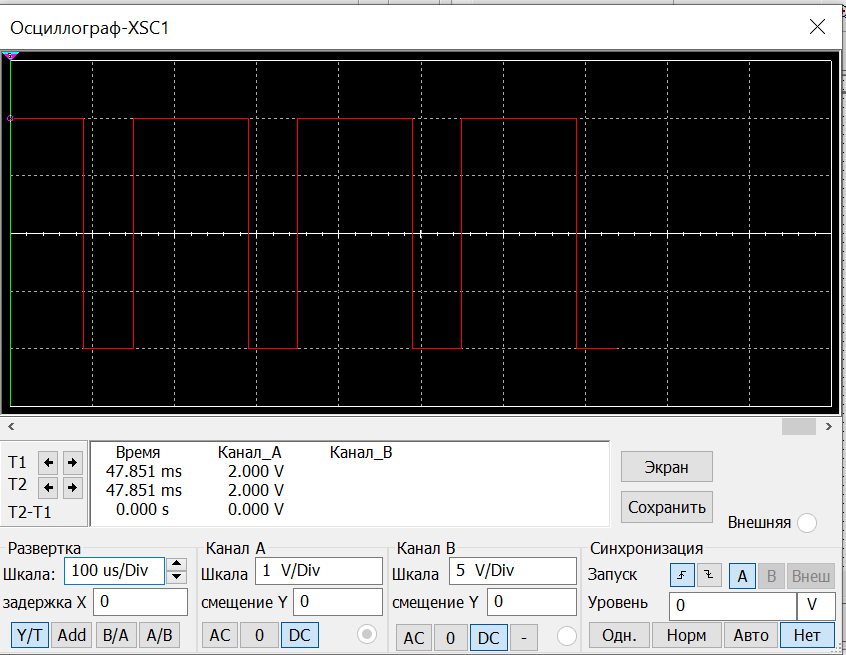 Осциллограф-XSC1
Время Канал_A Канал_B
T1 47.851 ms 2.000 V
T2 47.851 ms 2.000 V
T2-T1 0.000 s 0.000 V
Экран
Сохранить
Внешняя
Развертка
Шкала: 100 us/Div
задержка X 0
Y/T Add B/A A/B
Канал A
Шкала 1 V/Div
смещение Y 0
AC 0 DC
Канал B
Шкала 5 V/Div
смещение Y 0
AC 0 DC -
Синхронизация
Запуск A B Внеш
Уровень 0 V
Одн. Норм Авто Нет